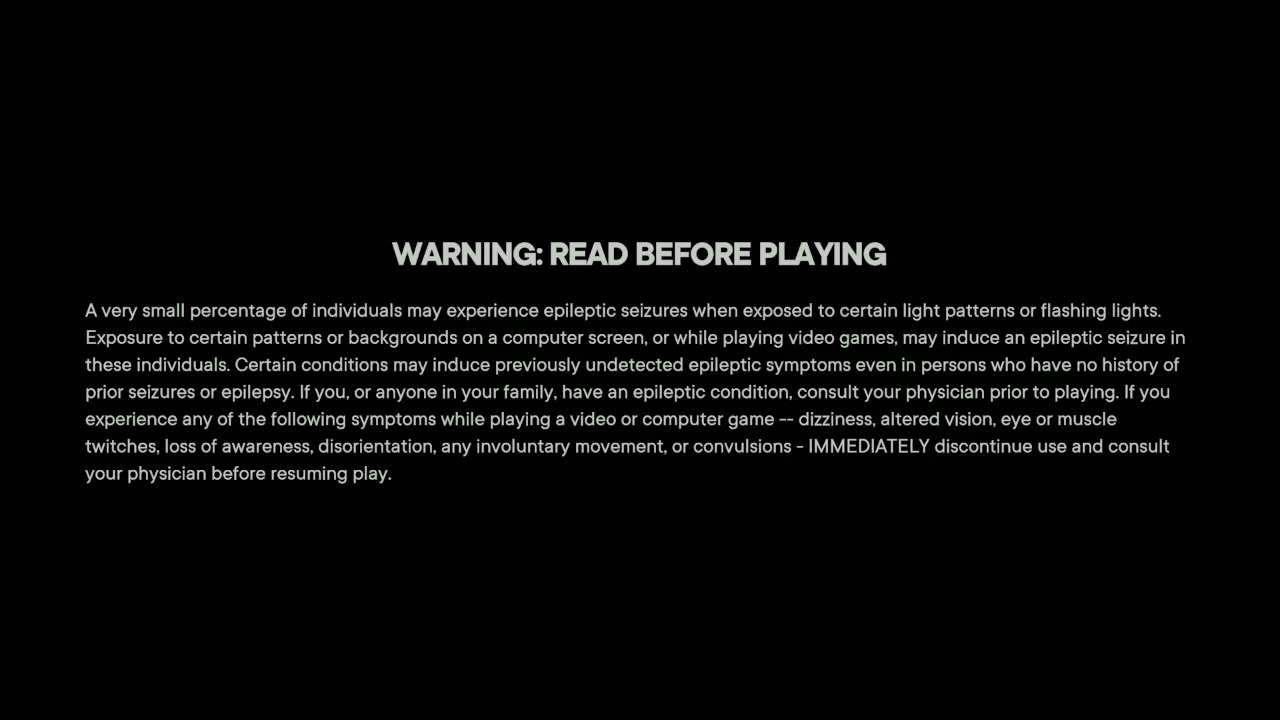 WARNING: READ BEFORE PLAYING
A very small percentage of individuals may experience epileptic seizures when exposed to certain light patterns or flashing lights.
Exposure to certain patterns or backgrounds on a computer screen, or while playing video games, may induce an epileptic seizure in
these individuals. Certain conditions may induce previously undetected epileptic symptoms even in persons who have no history of
prior seizures or epilepsy. If you, or anyone in your family, have an epileptic condition, consult your physician prior to playing. If you
experience any of the following symptoms while playing a video or computer game -- dizziness, altered vision, eye or muscle
twitches, loss of awareness, disorientation, any involuntary movement, or convulsions - IMMEDIATELY discontinue use and consult
your physician before resuming play.